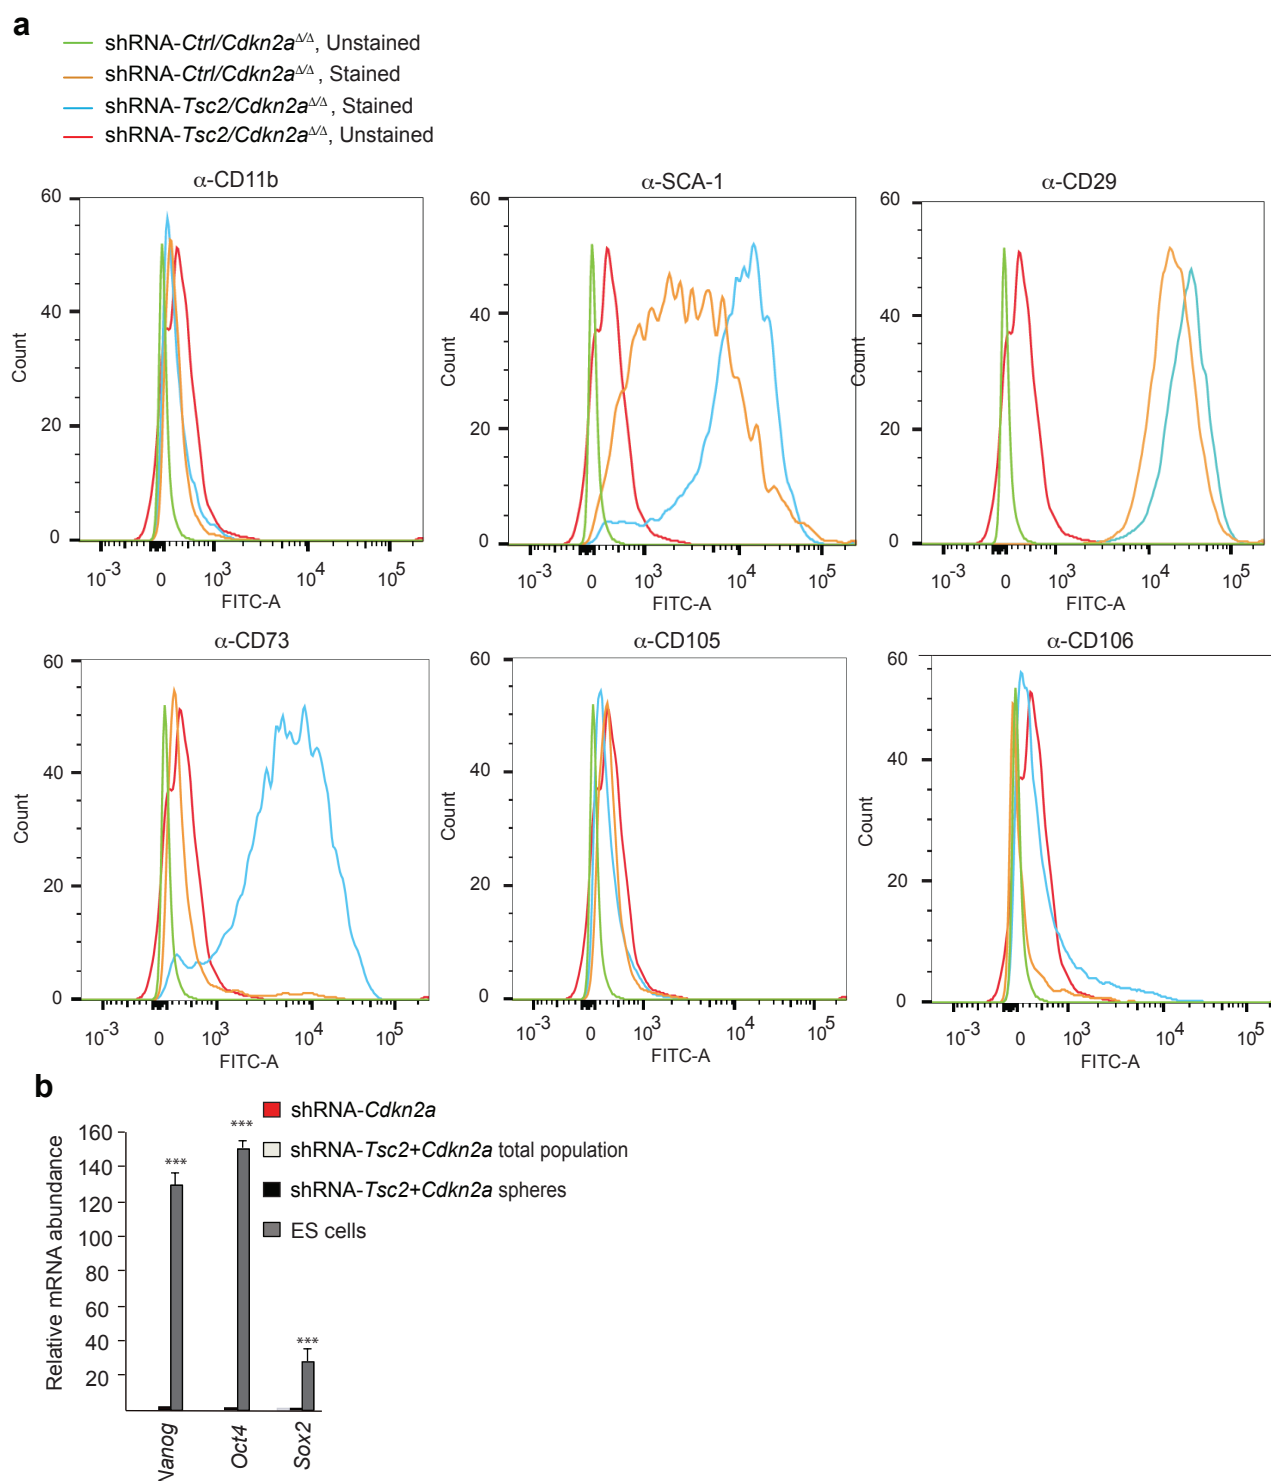 a
shRNA-Ctrl/Cdkn2aΔ/Δ, Unstained
shRNA-Ctrl/Cdkn2aΔ/Δ , Stained
shRNA-Tsc2/Cdkn2aΔ/Δ , Stained
shRNA-Tsc2/Cdkn2aΔ/Δ, Unstained
α-CD11b
60
40
20
0
Count
10-3 0 103 104 105
FITC-A
α-SCA-1
60
40
20
0
Count
10-3 0 103 104 105
FITC-A
α-CD29
60
40
20
0
Count
10-3 0 103 104 105
FITC-A
α-CD73
60
40
20
0
Count
10-3 0 103 104 105
FITC-A
α-CD105
60
40
20
0
Count
10-3 0 103 104 105
FITC-A
α-CD106
60
40
20
0
Count
10-3 0 103 104 105
FITC-A
b
shRNA-Cdkn2a
shRNA-Tsc2+Cdkn2a total population
shRNA-Tsc2+Cdkn2a spheres
ES cells
Relative mRNA abundance
160
140
120
100
80
60
40
20
***
***
***
Nanog
Oct4
Sox2